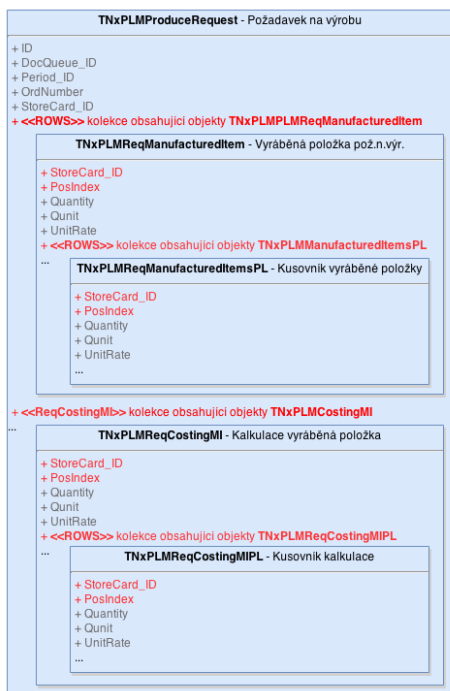 TNxPLMProduceRequest - Požadavek na výrobu
+ ID
+ DocQueue_ID
+ Period_ID
+ OrdNumber
+ StoreCard_ID
+ <<ROWS>> kolekce obsahující objekty TNxPLMPLMReqManufacturedItem
TNxPLMReqManufacturedItem - Vyráběná položka pož.n.výr.
+ StoreCard_ID
+ PosIndex
+ Quantity
+ Qunit
+ UnitRate
+ <<ROWS>> kolekce obsahující objekty TNxPLMManufacturedItemsPL
...
TNxPLMReqManufacturedItemsPL - Kusovník vyráběné položky
+ StoreCard_ID
+ PosIndex
+ Quantity
+ Qunit
+ UnitRate
...
+ <<ReqCostingMI>> kolekce obsahující objekty TNxPLMCostingMI
...
TNxPLMReqCostingMI - Kalkulace vyráběná položka
+ StoreCard_ID
+ PosIndex
+ Quantity
+ Qunit
+ UnitRate
+ <<ROWS>> kolekce obsahující objekty TNxPLMReqCostingMIPL
...
TNxPLMReqCostingMIPL - Kusovník kalkulace
+ StoreCard_ID
+ PosIndex
+ Quantity
+ Qunit
+ UnitRate
...